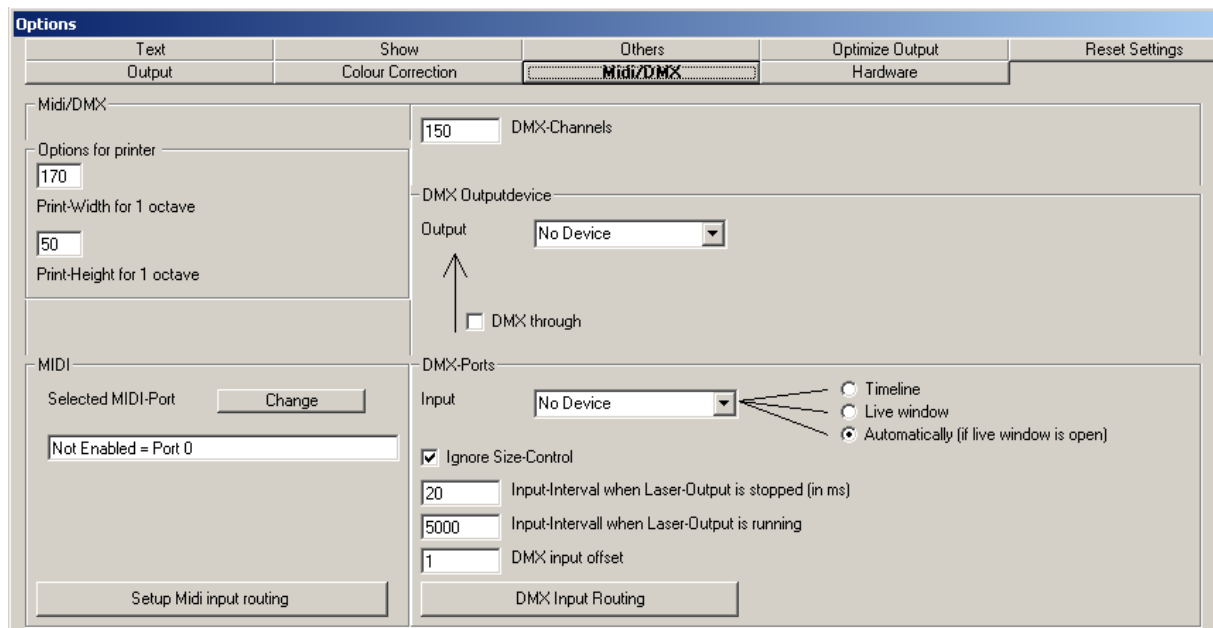 Options
Text
Show
Others
Optimize Output
Reset Settings
Output
Colour Correction
Midi/DMX
Hardware
Midi/DMX
Options for printer
170
Print-Width for 1 octave
50
Print-Height for 1 octave
150
DMX-Channels
DMX Outputdevice
Output
No Device
DMX through
MIDI
Selected MIDI-Port
Change
Not Enabled = Port 0
Setup Midi input routing
DMX-Ports
Input
No Device
Timeline
Live window
Automatically (if live window is open)
Ignore Size-Control
20
Input-Interval when Laser-Output is stopped (in ms)
5000
Input-Intervall when Laser-Output is running
1
DMX input offset
DMX Input Routing